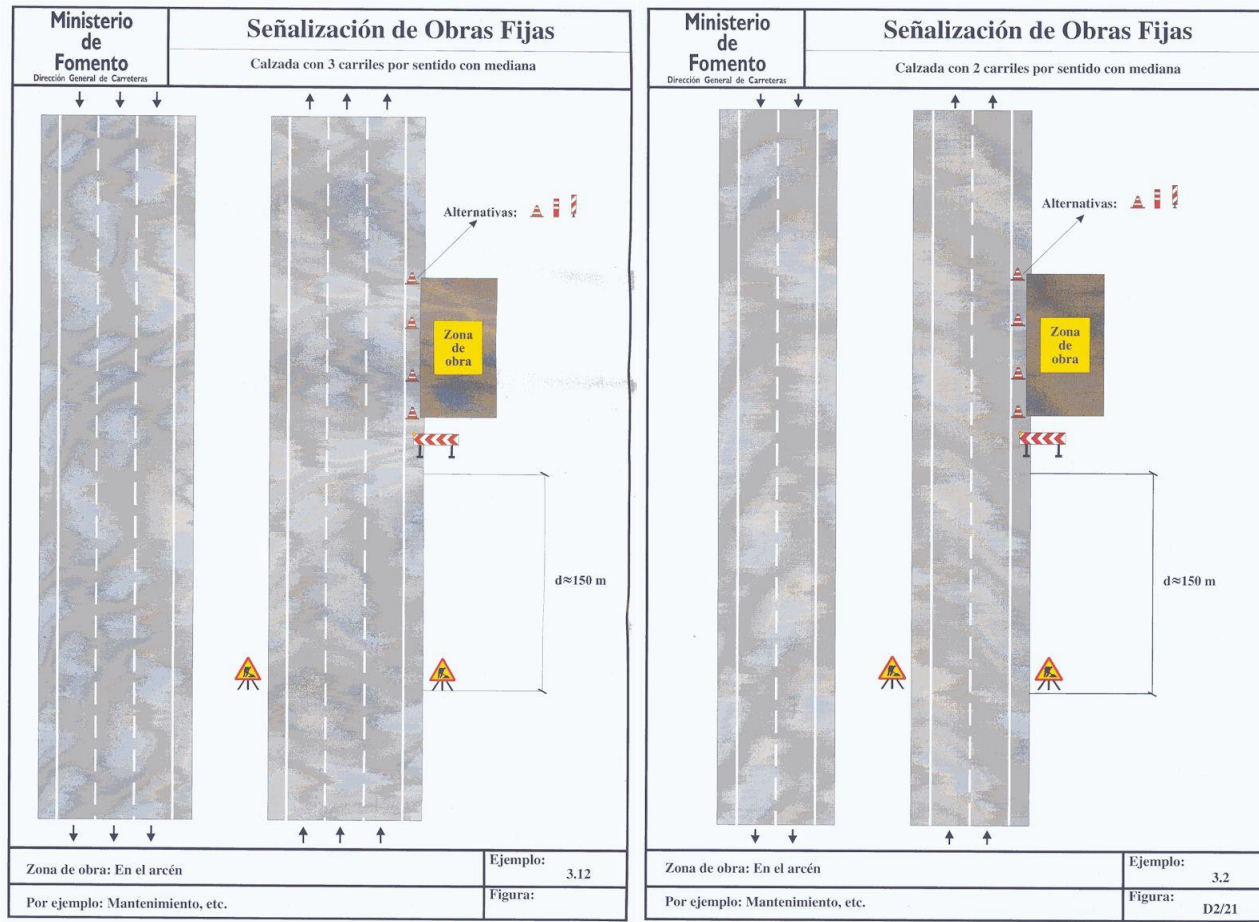 Ministerio
de
Fomento
Dirección General de Carreteras
Señalización de Obras Fijas
Calzada con 3 carriles por sentido con mediana
Alternativas:
Zona
de
obra
d≈150 m
Zona de obra: En el arcén
Ejemplo:
3.12
Por ejemplo: Mantenimiento, etc.
Figura:
Ministerio
de
Fomento
Dirección General de Carreteras
Señalización de Obras Fijas
Calzada con 2 carriles por sentido con mediana
Alternativas:
Zona
de
obra
d≈150 m
Zona de obra: En el arcén
Ejemplo:
3.2
Por ejemplo: Mantenimiento, etc.
Figura:
D2/21